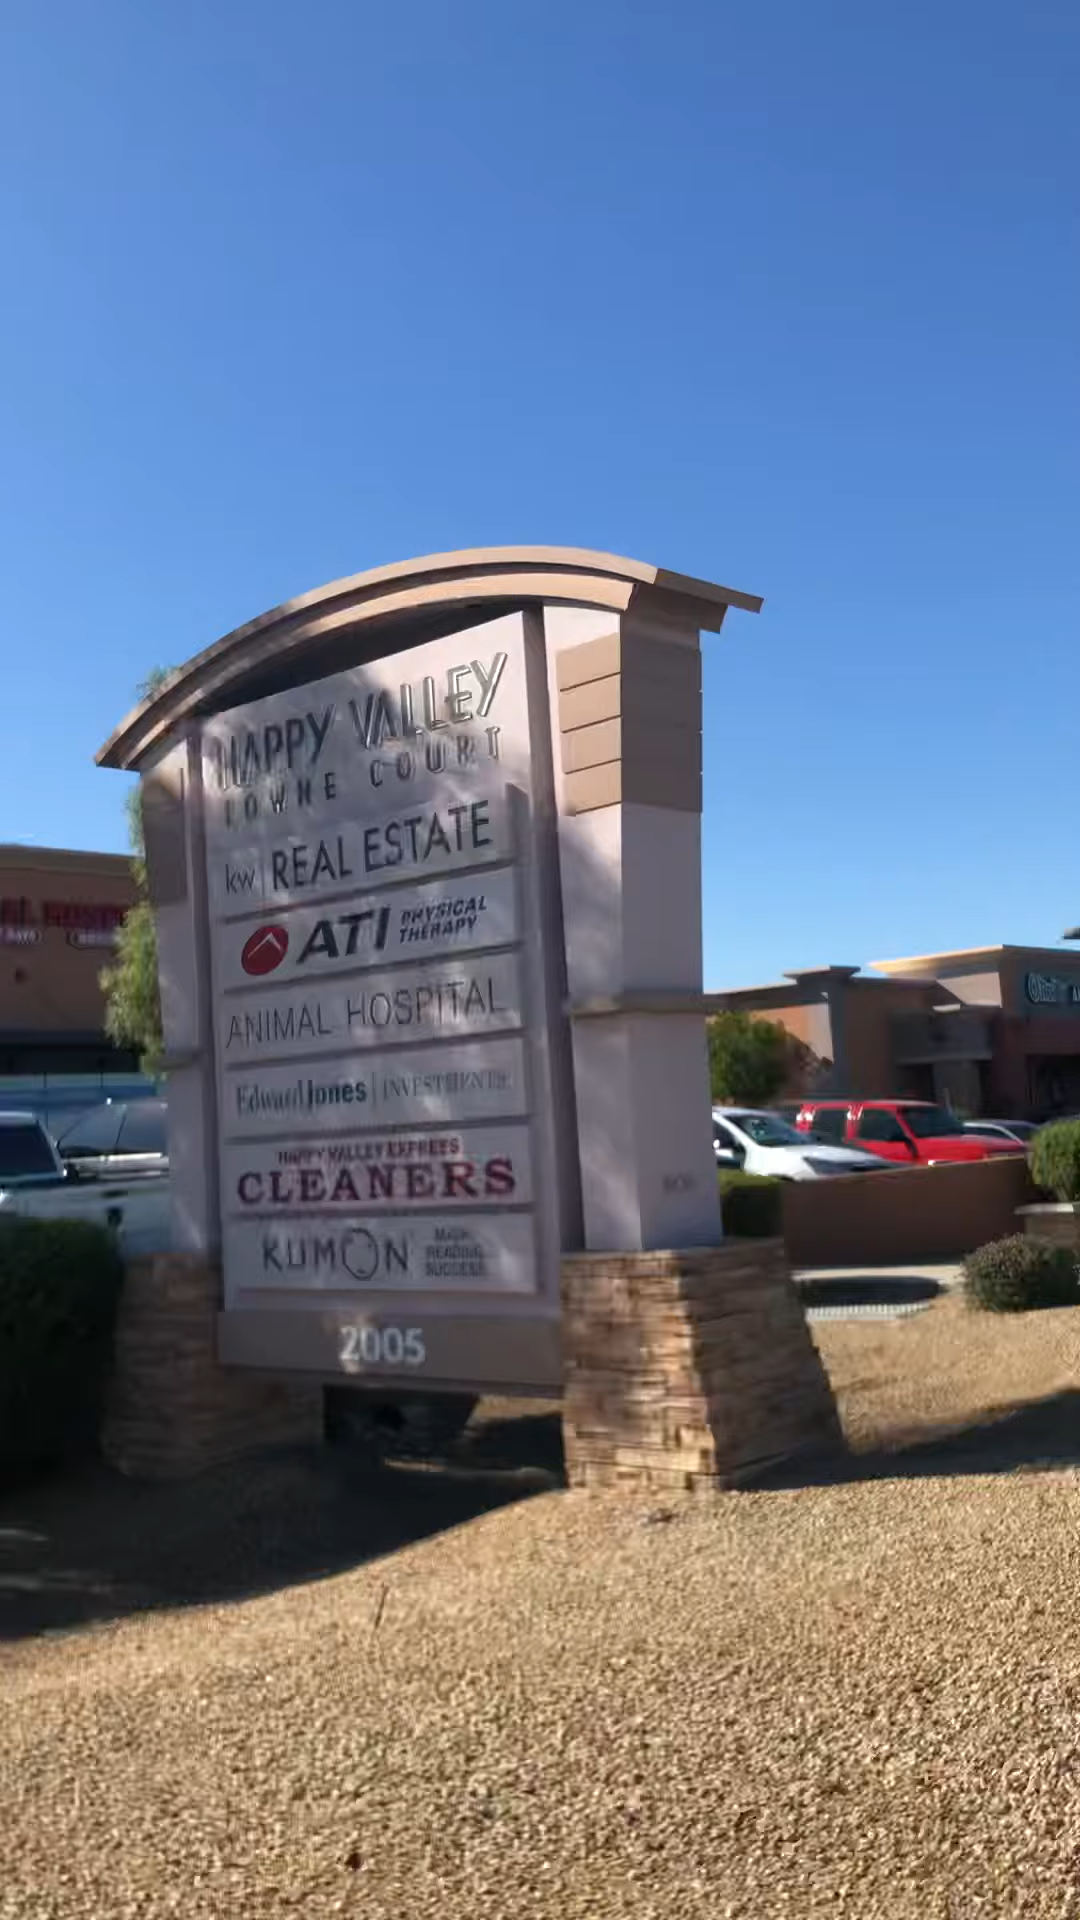 HAPPY VALLEY
TOWNE COURT
kw REAL ESTATE
ATI PHYSICAL
THERAPY
ANIMAL HOSPITAL
Edward Jones | INVESTMENTS
HAPPY VALLEY EXPRESS
CLEANERS
KUMON MATH.
READING.
SUCCESS.
2005